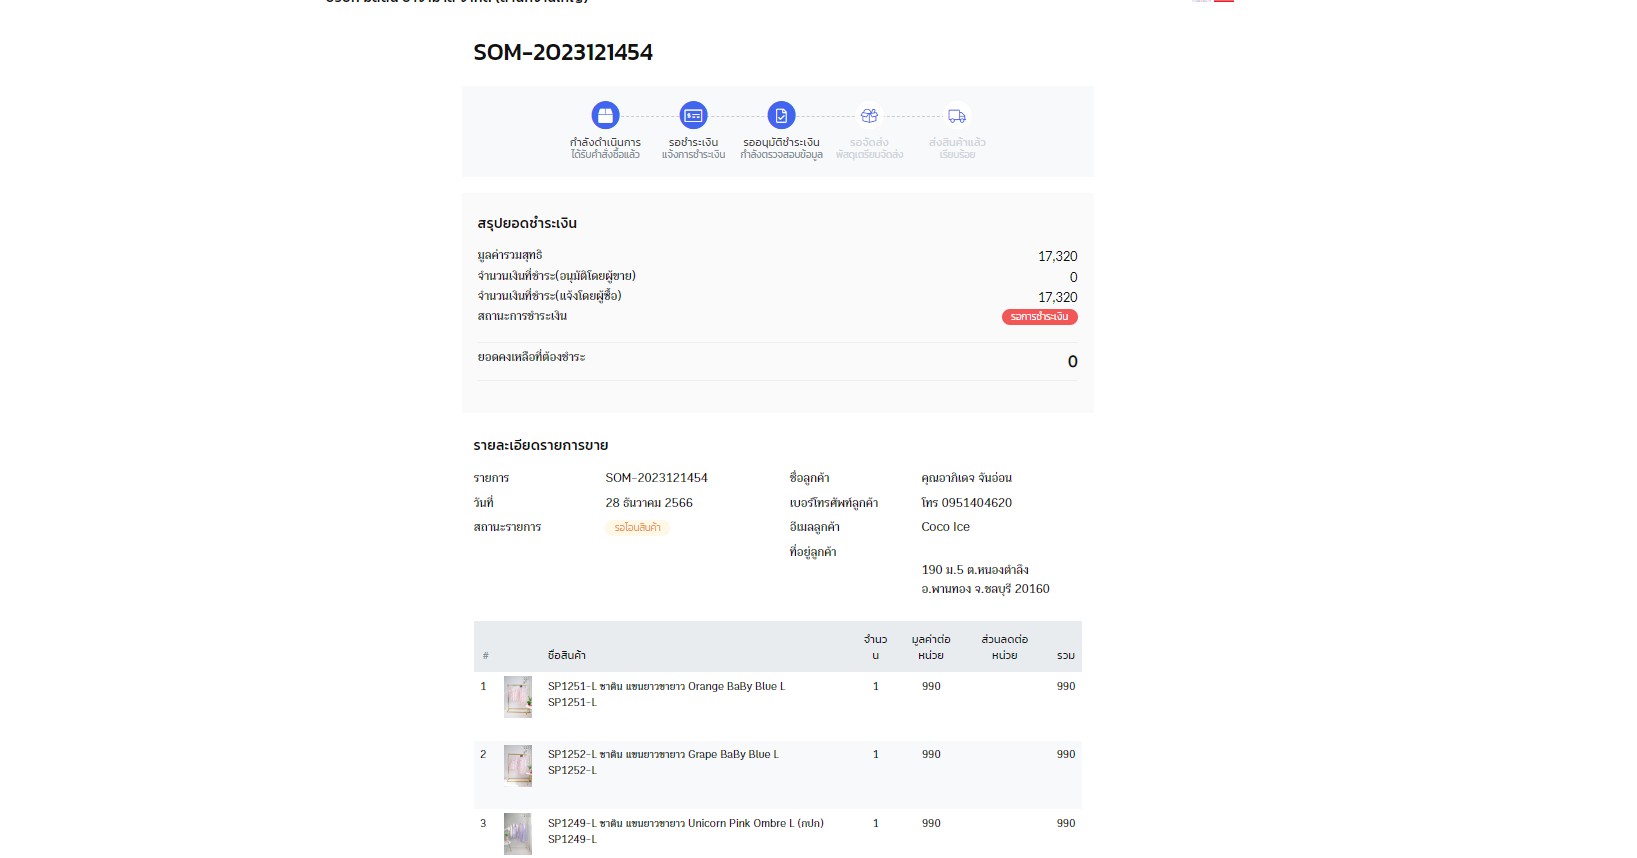 SOM-2023121454
กำลังดำเนินการ
ได้รับคำสั่งซื้อแล้ว
รอชำระเงิน
แจ้งการชำระเงิน
รออนุมัติชำระเงิน
กำลังตรวจสอบข้อมูล
รอจัดส่ง
พัสดุเตรียมจัดส่ง
ส่งสินค้าแล้ว
เรียบร้อย
สรุปยอดชำระเงิน
มูลค่ารวมสุทธิ 17,320
จำนวนเงินที่ชำระ(อนุมัติโดยผู้ขาย) 0
จำนวนเงินที่ชำระ(แจ้งโดยผู้ซื้อ) 17,320
สถานะการชำระเงิน รอการชำระเงิน
ยอดคงเหลือที่ต้องชำระ 0
รายละเอียดรายการขาย
รายการ SOM-2023121454 ชื่อลูกค้า คุณอาภิเดจ จันอ่อน
วันที่ 28 ธันวาคม 2566 เบอร์โทรศัพท์ลูกค้า โทร 0951404620
สถานะรายการ รอโอนสินค้า อีเมลลูกค้า Coco Ice
ที่อยู่ลูกค้า
190 ม.5 ต.หนองตำลึง
อ.พานทอง จ.ชลบุรี 20160
# ชื่อสินค้า จำนวน มูลค่าต่อหน่วย ส่วนลดต่อหน่วย รวม
1 SP1251-L ซาติน แขนยาวขายาว Orange BaBy Blue L 1 990 990
SP1251-L
2 SP1252-L ซาติน แขนยาวขายาว Grape BaBy Blue L 1 990 990
SP1252-L
3 SP1249-L ซาติน แขนยาวขายาว Unicorn Pink Ombre L (กปก) 1 990 990
SP1249-L